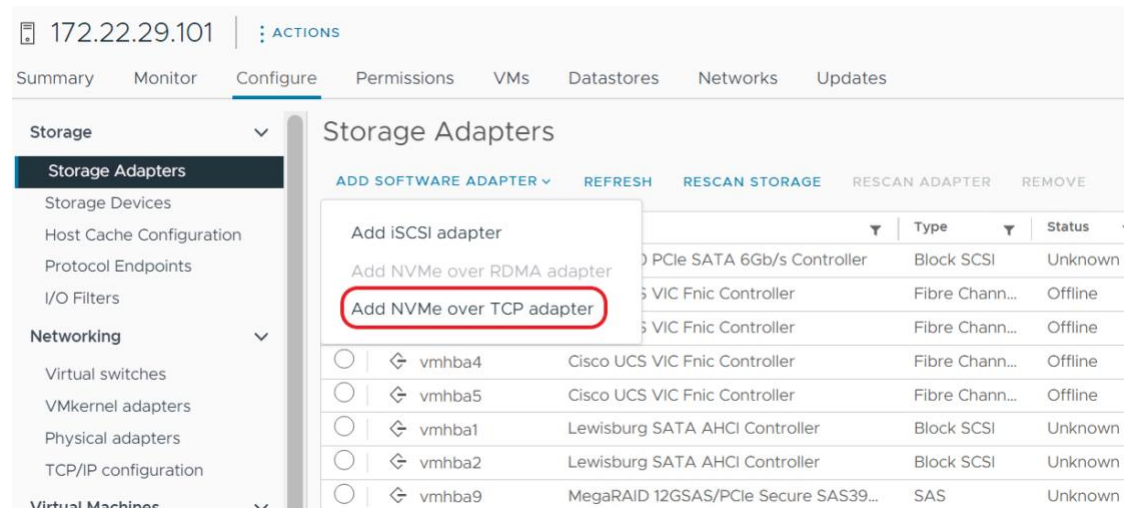 172.22.29.101 ACTIONS
Summary Monitor Configure Permissions VMs Datastores Networks Updates
Storage
Storage Adapters
Storage Devices
Host Cache Configuration
Protocol Endpoints
I/O Filters
Networking
Virtual switches
VMkernel adapters
Physical adapters
TCP/IP configuration
Virtual Machines
Storage Adapters
ADD SOFTWARE ADAPTER REFRESH RESCAN STORAGE RESCAN ADAPTER REMOVE
Add iSCSI adapter
Add NVMe over RDMA adapter
Add NVMe over TCP adapter
Type Status
PCIe SATA 6Gb/s Controller Block SCSI Unknown
VIC Fnic Controller Fibre Chann... Offline
VIC Fnic Controller Fibre Chann... Offline
vmhba4 Cisco UCS VIC Fnic Controller Fibre Chann... Offline
vmhba5 Cisco UCS VIC Fnic Controller Fibre Chann... Offline
vmhba1 Lewisburg SATA AHCI Controller Block SCSI Unknown
vmhba2 Lewisburg SATA AHCI Controller Block SCSI Unknown
vmhba9 MegaRAID 12GSAS/PCIe Secure SAS39... SAS Unknown